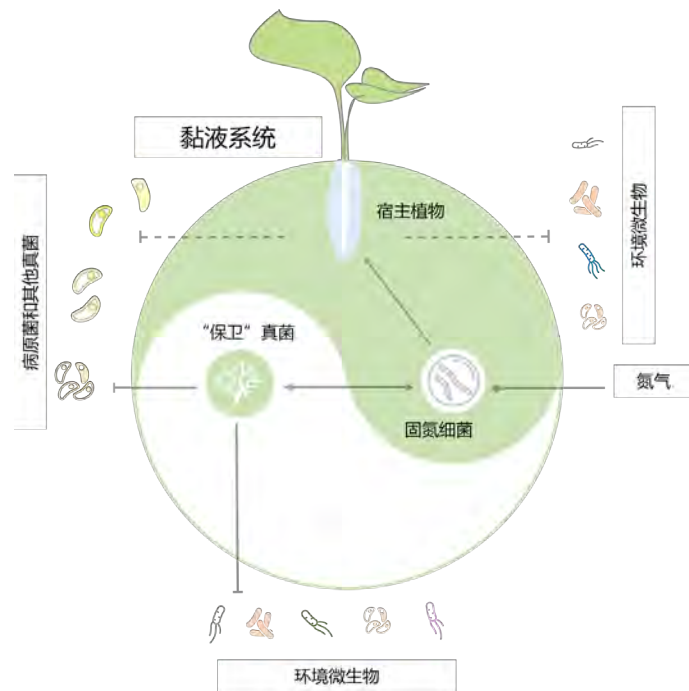 黏液系统
宿主植物
环境微生物
病原菌和其他真菌
“保卫”真菌
氮气
固氮细菌
环境微生物